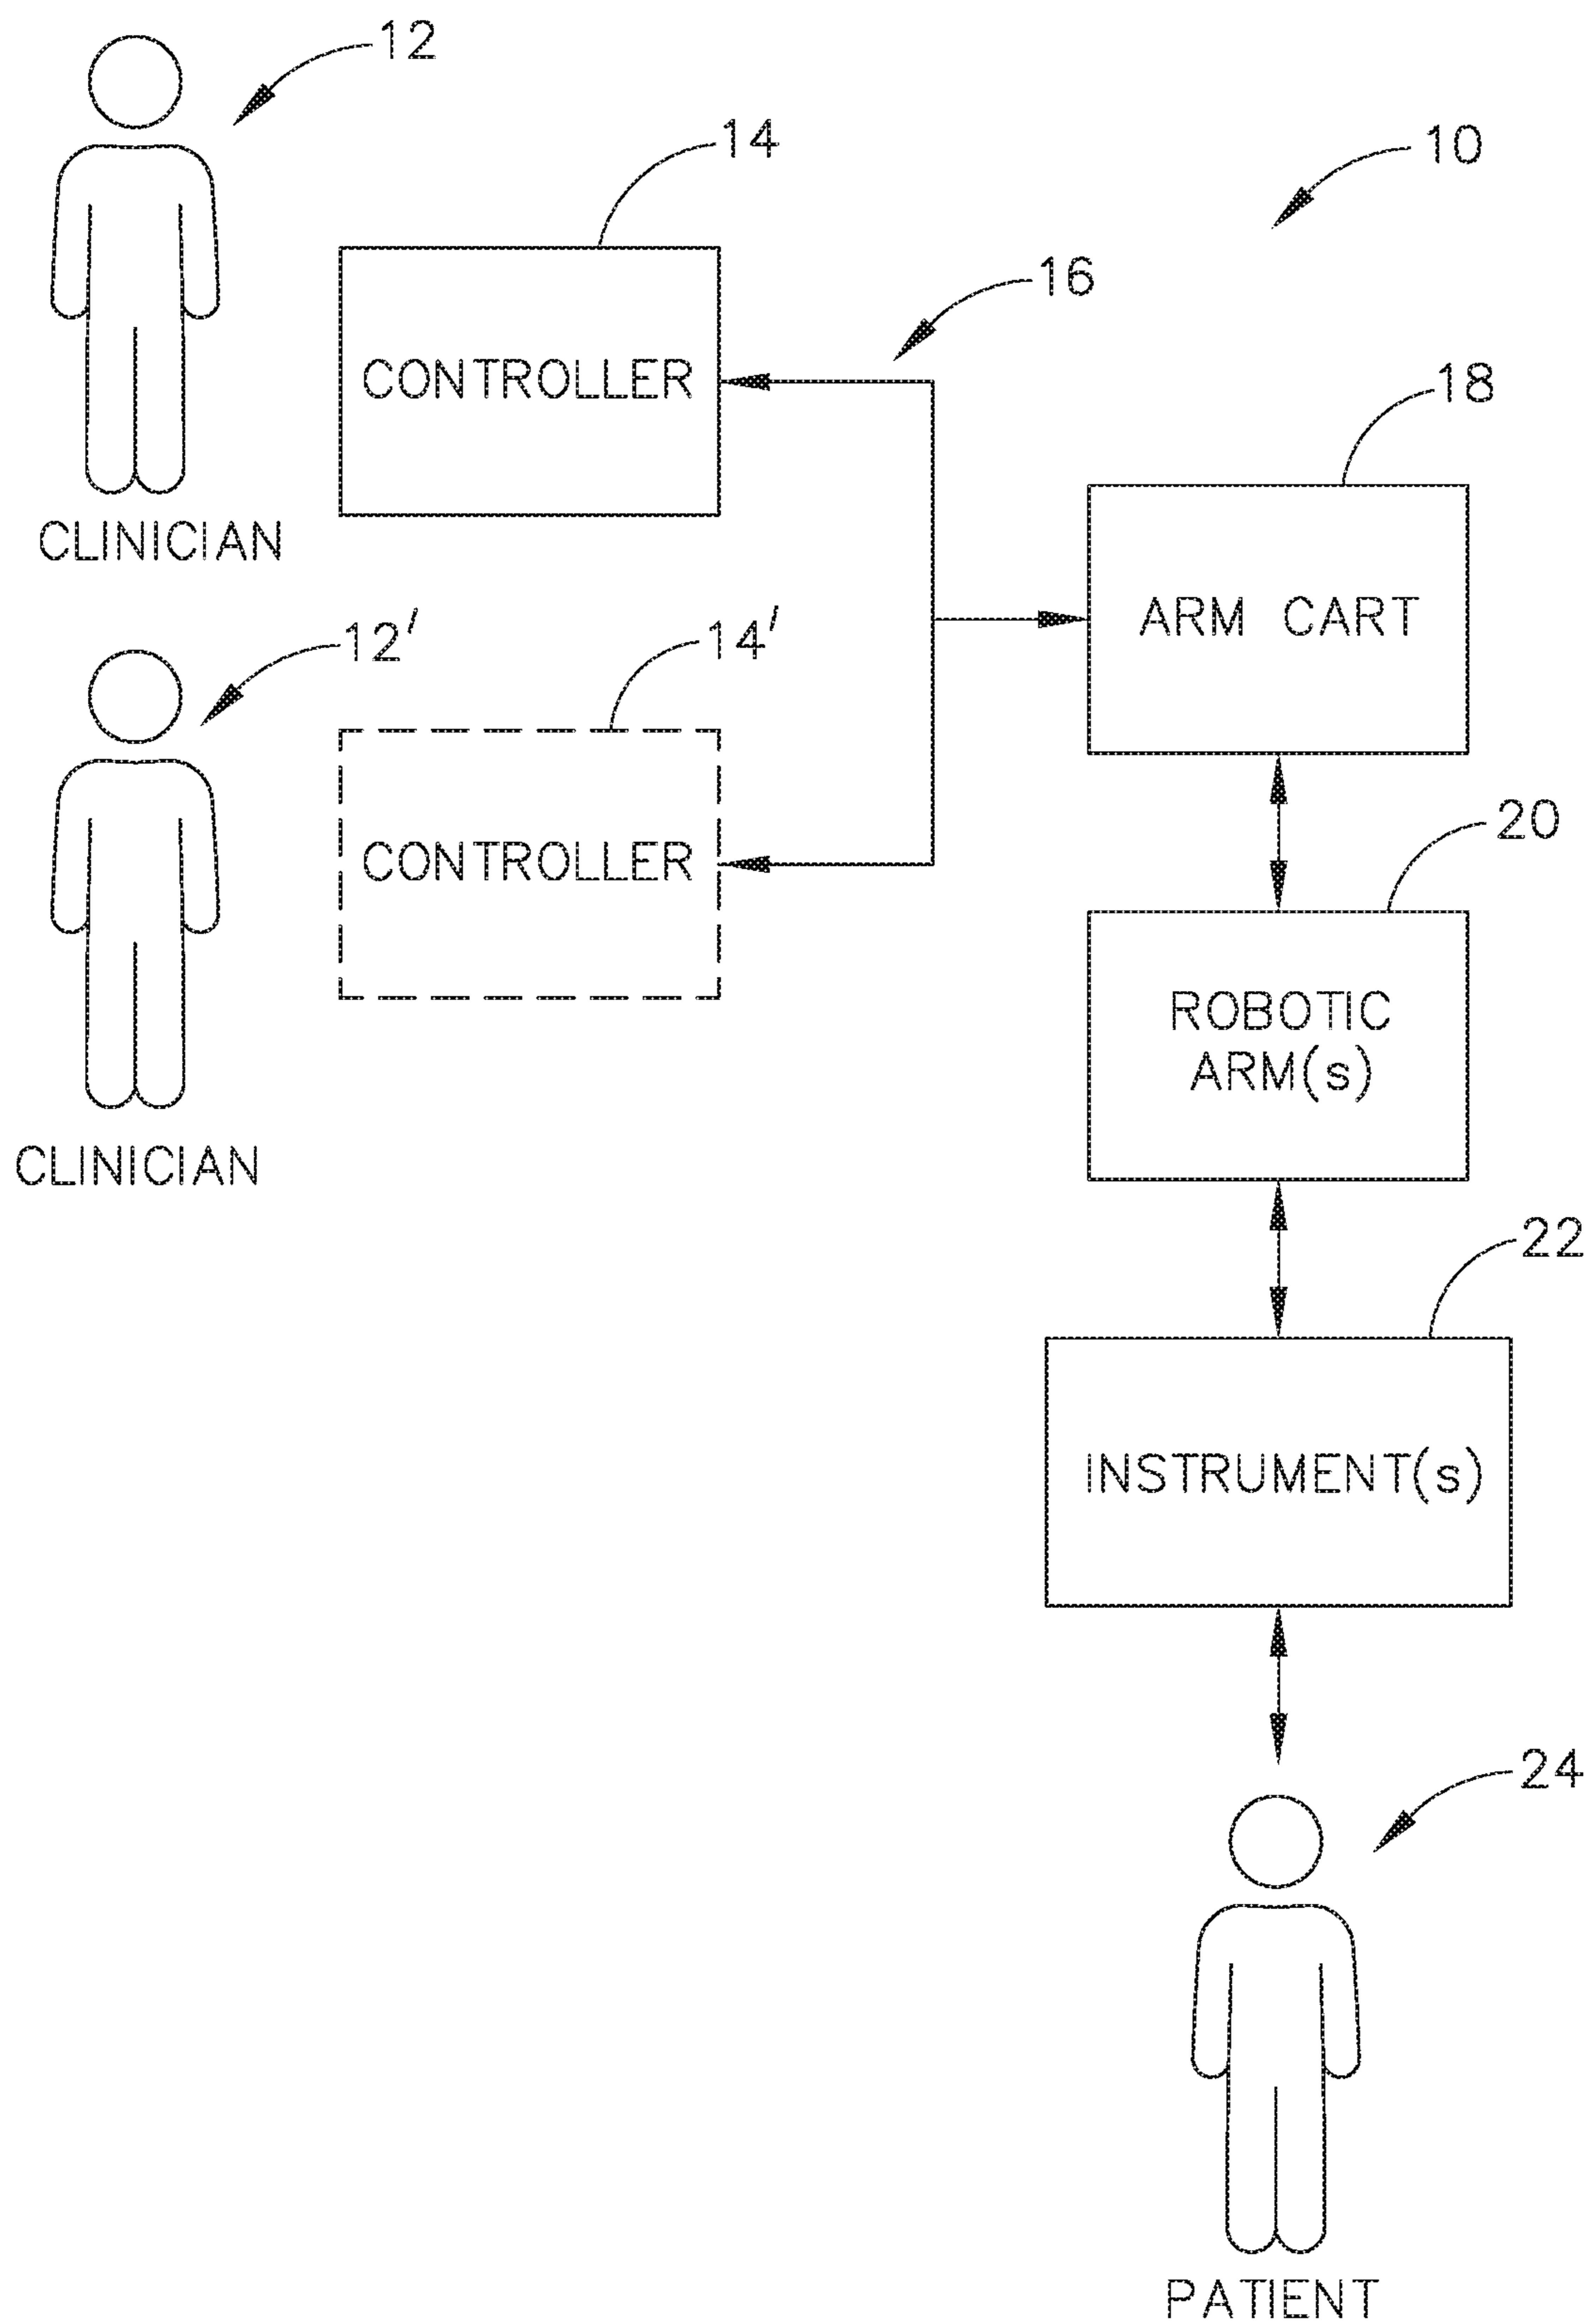 12
14
10
16
CONTROLLER
18
CLINICIAN
ARM CART
12'
14'
20
CONTROLLER
ROBOTIC
ARM(s)
CLINICIAN
22
INSTRUMENT(s)
24
PATIENT